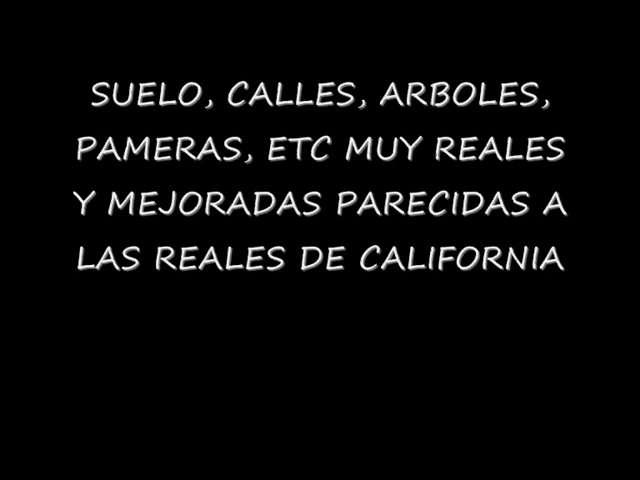 SUELO, CALLES, ARBOLES,
PAMERAS, ETC MUY REALES
Y MEJORADAS PARECIDAS A
LAS REALES DE CALIFORNIA